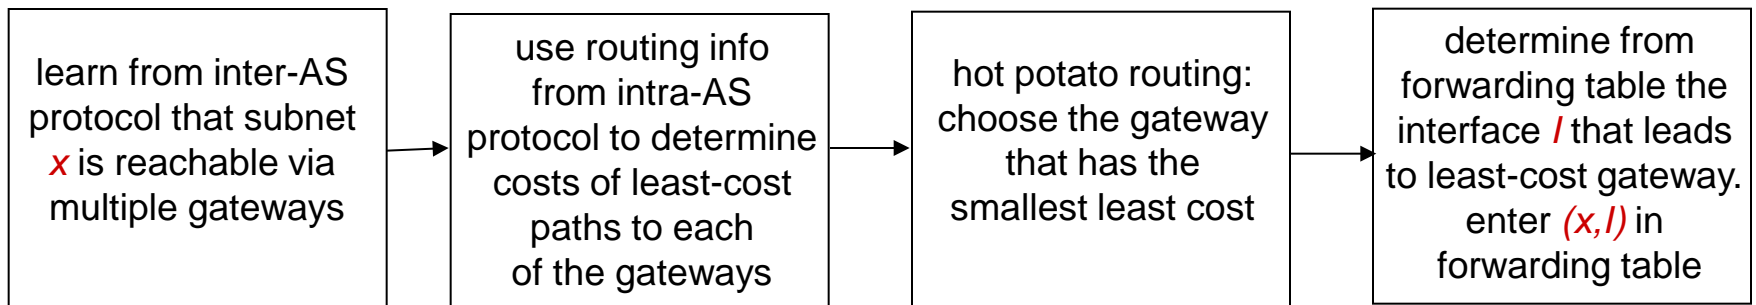 learn from inter-AS
protocol that subnet
x is reachable via
multiple gateways
use routing info
from intra-AS
protocol to determine
costs of least-cost
paths to each
of the gateways
hot potato routing:
choose the gateway
that has the
smallest least cost
determine from
forwarding table the
interface I that leads
to least-cost gateway.
enter (x,I) in
forwarding table